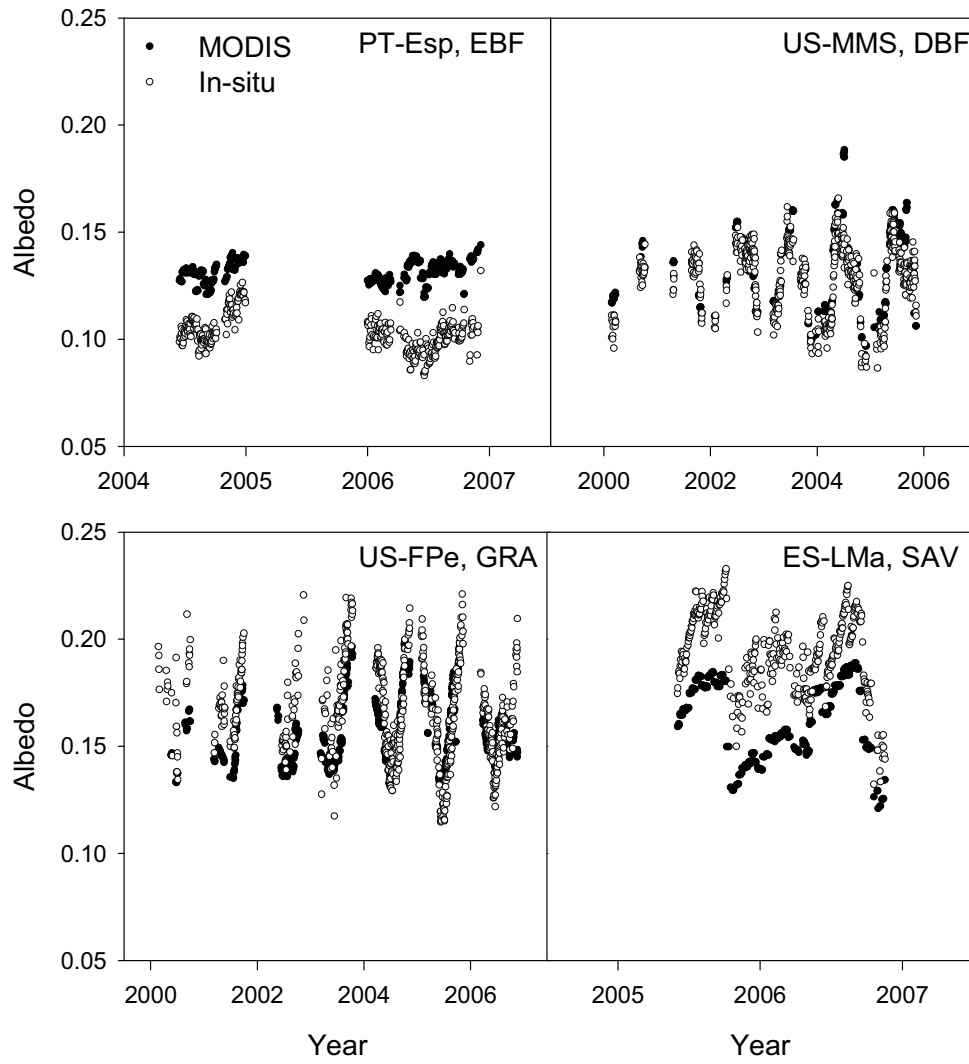 0.25
PT-Esp, EBF
US-MMS, DBF
MODIS
In-situ
0.20
Albedo
0.15
0.10
0.05
2004 2005 2006 2007
2000 2002 2004 2006
0.25
US-FPe, GRA
ES-LMa, SAV
0.20
Albedo
0.15
0.10
0.05
2000 2002 2004 2006
2005 2006 2007
Year
Year